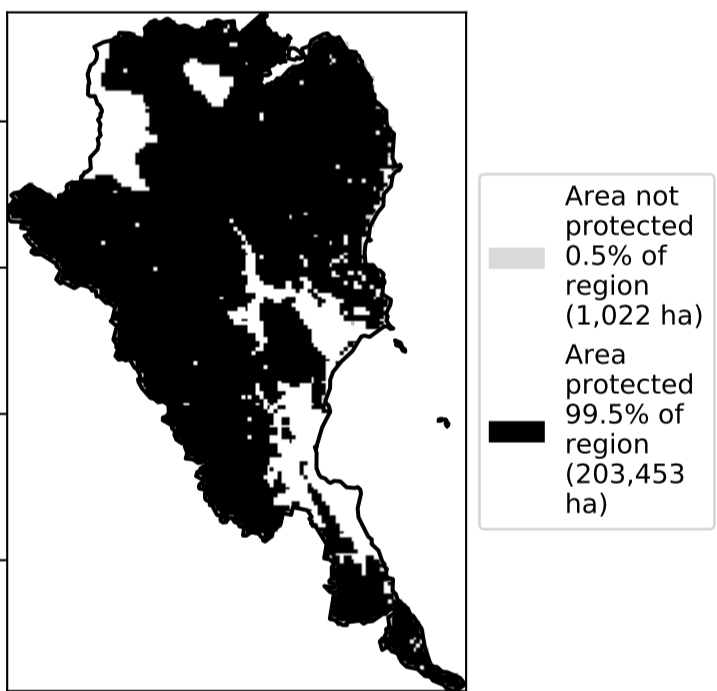 Area not
protected
0.5% of
region
(1,022 ha)
Area
protected
99.5% of
region
(203,453
ha)